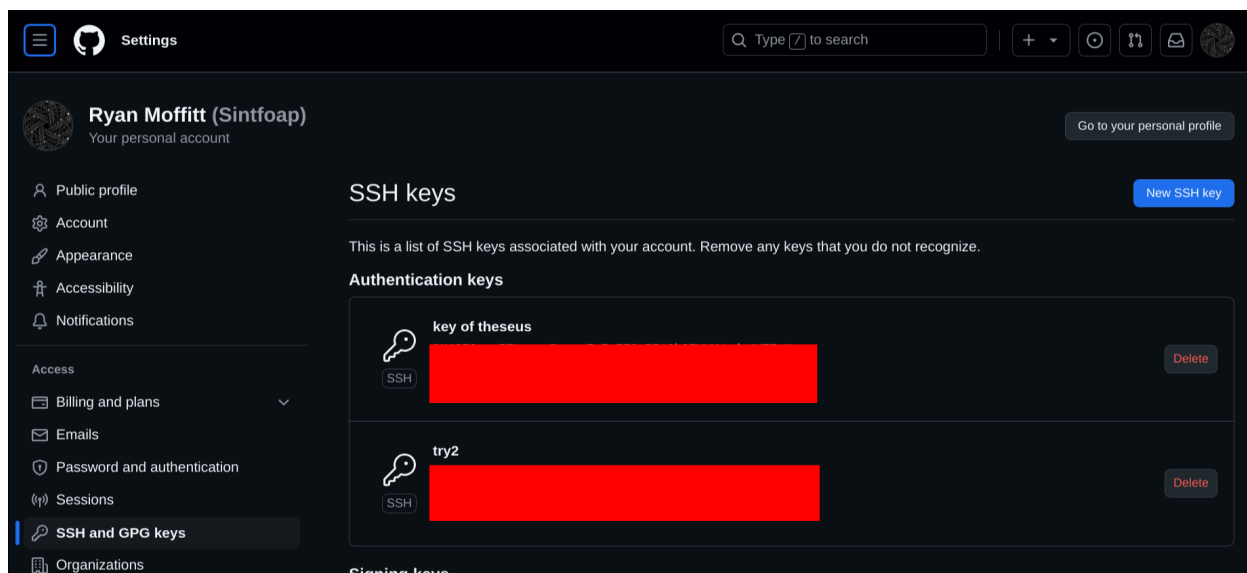 Settings
Type / to search
Ryan Moffitt (Sintfoap)
Your personal account
Go to your personal profile
Public profile
Account
Appearance
Accessibility
Notifications
Access
Billing and plans
Emails
Password and authentication
Sessions
SSH and GPG keys
Organizations
SSH keys
New SSH key
This is a list of SSH keys associated with your account. Remove any keys that you do not recognize.
Authentication keys
key of theseus
SSH
Delete
try2
SSH
Delete
Signing keys